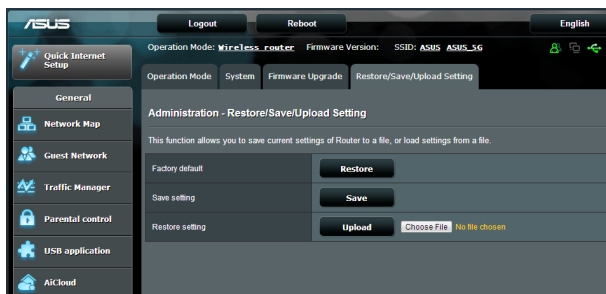 ASUS
Logout
Reboot
English
Quick Internet
Setup
Operation Mode: Wireless router Firmware Version: SSID: ASUS ASUS_5G
Operation Mode
System
Firmware Upgrade
Restore/Save/Upload Setting
General
Network Map
Guest Network
Traffic Manager
Parental control
USB application
AiCloud
Administration - Restore/Save/Upload Setting
This function allows you to save current settings of Router to a file, or load settings from a file.
Factory default
Restore
Save setting
Save
Restore setting
Upload
Choose File No file chosen